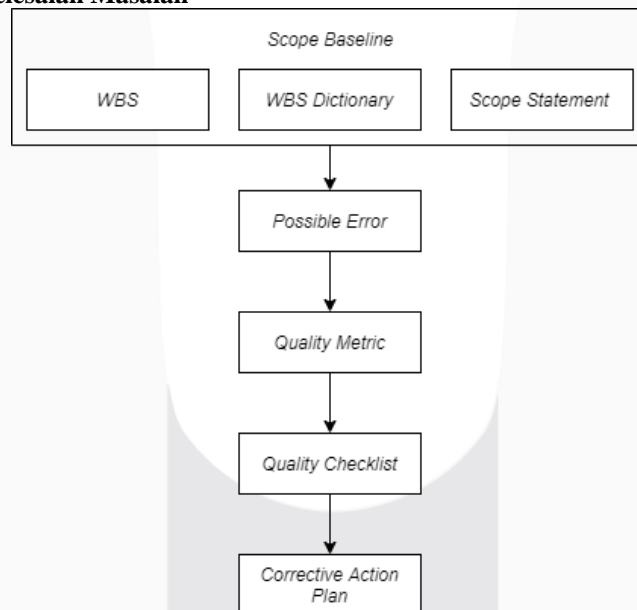 Scope Baseline
WBS
WBS Dictionary
Scope Statement
Possible Error
Quality Metric
Quality Checklist
Corrective Action
Plan